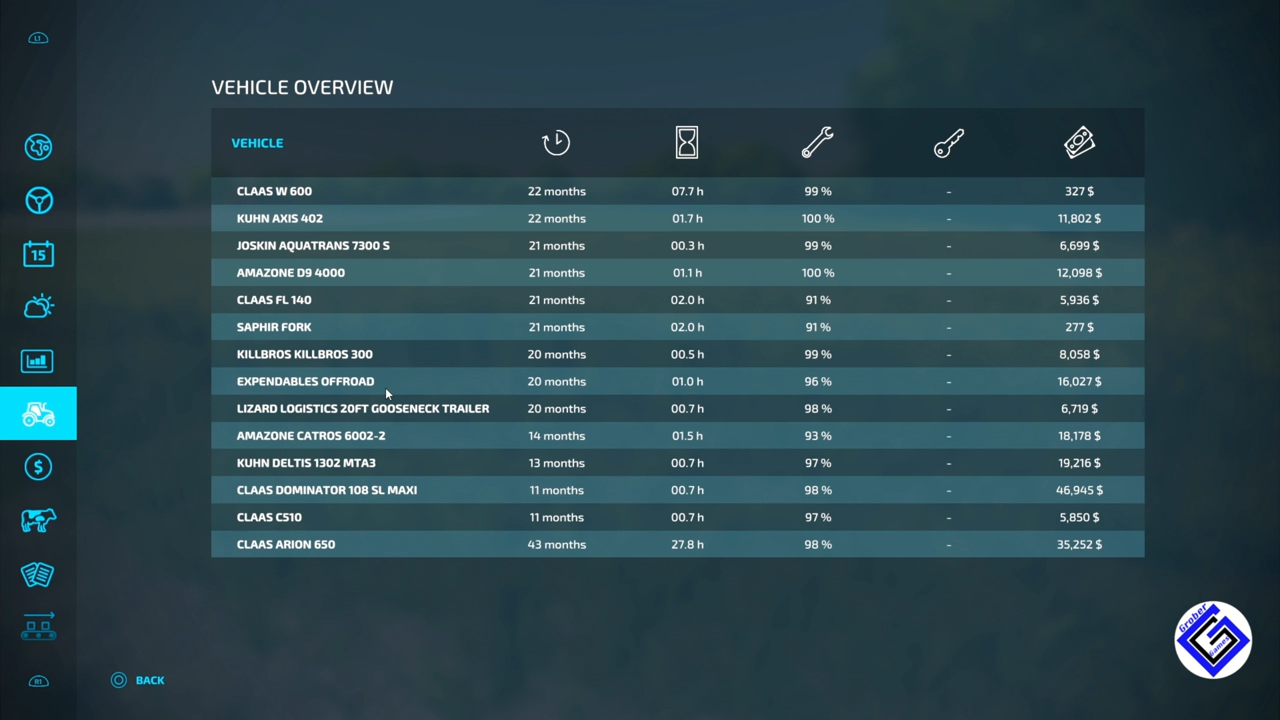 L1
VEHICLE OVERVIEW
VEHICLE
CLAAS W 600 22 months 07.7 h 99 % - 327 $
KUHN AXIS 402 22 months 01.7 h 100 % - 11,802 $
JOSKIN AQUATRANS 7300 S 21 months 00.3 h 99 % - 6,699 $
AMAZONE D9 4000 21 months 01.1 h 100 % - 12,098 $
CLAAS FL 140 21 months 02.0 h 91 % - 5,936 $
SAPHIR FORK 21 months 02.0 h 91 % - 277 $
KILLBROS KILLBROS 300 20 months 00.5 h 99 % - 8,058 $
EXPENDABLES OFFROAD 20 months 01.0 h 96 % - 16,027 $
LIZARD LOGISTICS 20FT GOOSENECK TRAILER 20 months 00.7 h 98 % - 6,719 $
AMAZONE CATROS 6002-2 14 months 01.5 h 93 % - 18,178 $
KUHN DELTIS 1302 MTA3 13 months 00.7 h 97 % - 19,216 $
CLAAS DOMINATOR 108 SL MAXI 11 months 00.7 h 98 % - 46,945 $
CLAAS C510 11 months 00.7 h 97 % - 5,850 $
CLAAS ARION 650 43 months 27.8 h 98 % - 35,252 $
15
$
Grober
Games
R1
BACK